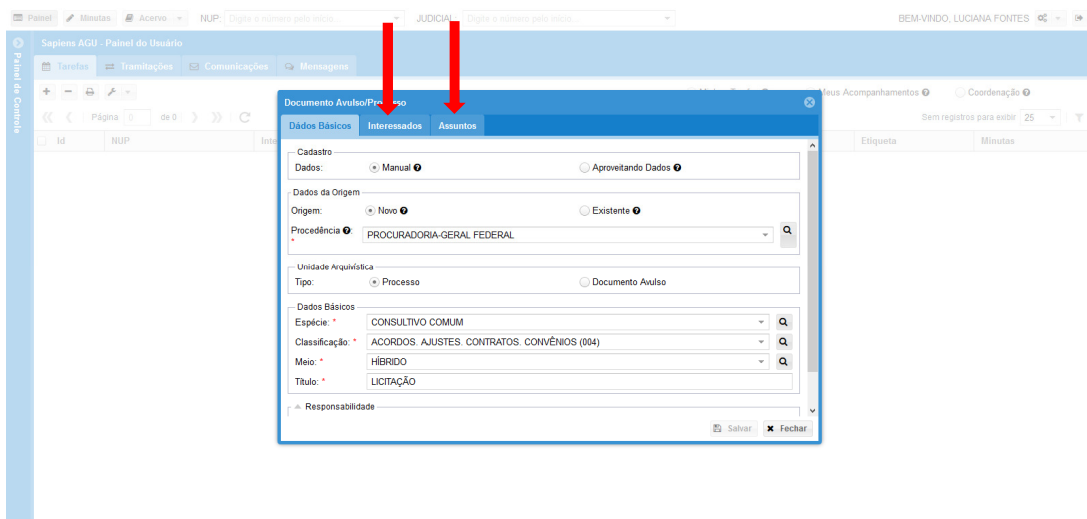 Painel Minutas Acervo NUP: Digite o número pelo início... JUDICIAL: Digite o número pelo início... BEM-VINDO, LUCIANA FONTES
Painel de Controle
Sapiens AGU - Painel do Usuário
Tarefas Tramitações Comunicações Mensagens
Meus Acompanhamentos Coordenação
Página 0 de 0 Sem registros para exibir 25
Id NUP Inte Etiqueta Minutas
Documento Avulso/Processo
Dados Básicos Interessados Assuntos
Cadastro
Dados: Manual Aproveitando Dados
Dados da Origem
Origem: Novo Existente
Procedência : * PROCURADORIA-GERAL FEDERAL
Unidade Arquivística
Tipo: Processo Documento Avulso
Dados Básicos
Espécie: * CONSULTIVO COMUM
Classificação: * ACORDOS. AJUSTES. CONTRATOS. CONVÊNIOS (004)
Meio: * HÍBRIDO
Título: * LICITAÇÃO
Responsabilidade
Salvar Fechar